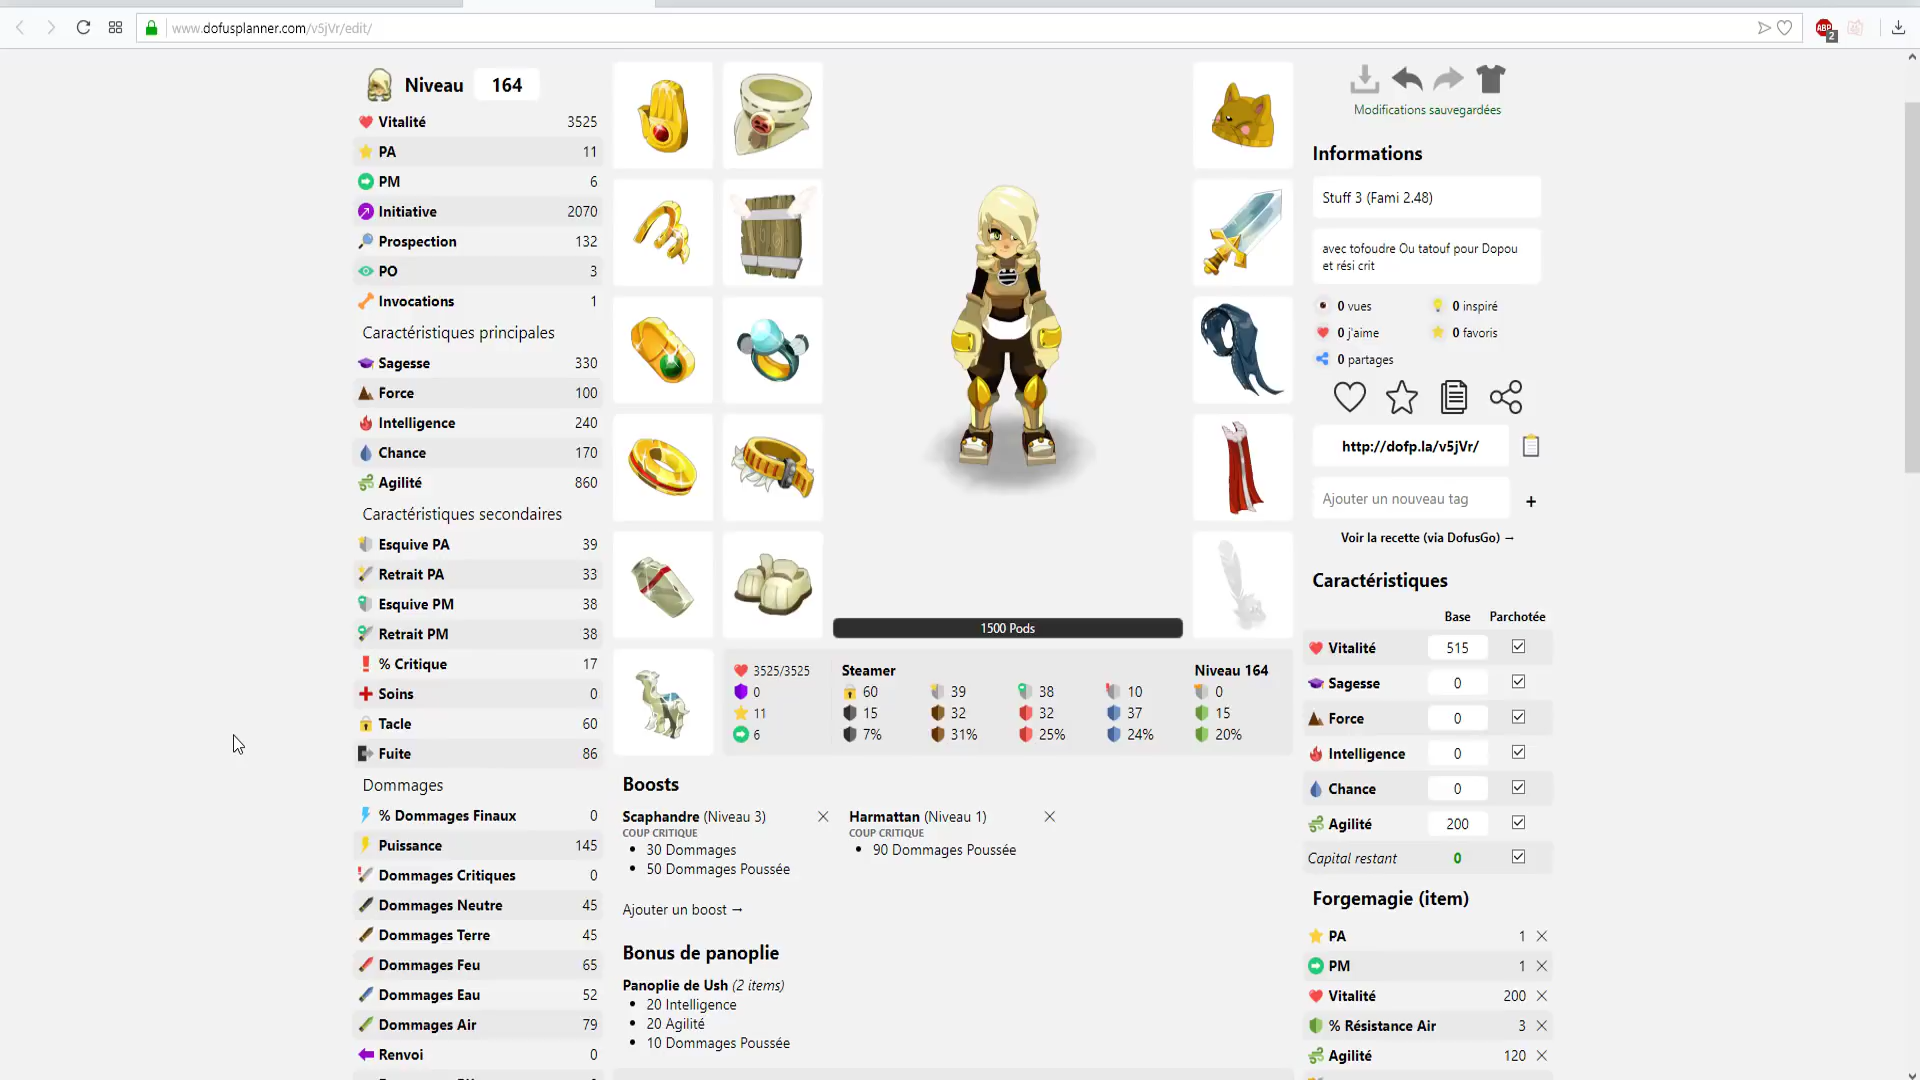 www.dofusplanner.com/v5jVr/edit/
ABP
2
Niveau 164
Vitalité 3525
PA 11
PM 6
Initiative 2070
Prospection 132
PO 3
Invocations 1
Caractéristiques principales
Sagesse 330
Force 100
Intelligence 240
Chance 170
Agilité 860
Caractéristiques secondaires
Esquive PA 39
Retrait PA 33
Esquive PM 38
Retrait PM 38
% Critique 17
Soins 0
Tacle 60
Fuite 86
Dommages
% Dommages Finaux 0
Puissance 145
Dommages Critiques 0
Dommages Neutre 45
Dommages Terre 45
Dommages Feu 65
Dommages Eau 52
Dommages Air 79
Renvoi 0
1500 Pods
3525/3525 Steamer Niveau 164
0 60 39 38 10 0
11 15 32 32 37 15
6 7% 31% 25% 24% 20%
Boosts
Scaphandre (Niveau 3)
COUP CRITIQUE
• 30 Dommages
• 50 Dommages Poussée
Harmattan (Niveau 1)
COUP CRITIQUE
• 90 Dommages Poussée
Ajouter un boost →
Bonus de panoplie
Panoplie de Ush (2 items)
• 20 Intelligence
• 20 Agilité
• 10 Dommages Poussée
Modifications sauvegardées
Informations
Stuff 3 (Fami 2.48)
avec tofoudre Ou tatouf pour Dopou
et rési crit
0 vues 0 inspiré
0 j'aime 0 favoris
0 partages
http://dofp.la/v5jVr/
Ajouter un nouveau tag +
Voir la recette (via DofusGo) →
Caractéristiques
Base Parchotée
Vitalité 515
Sagesse 0
Force 0
Intelligence 0
Chance 0
Agilité 200
Capital restant 0
Forgemagie (item)
PA 1
PM 1
Vitalité 200
% Résistance Air 3
Agilité 120